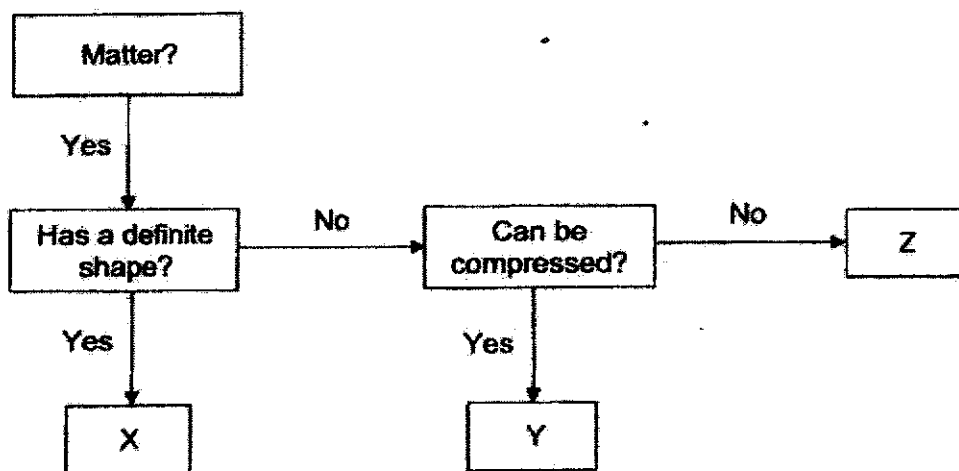 Matter?
Yes
Has a definite
shape?
No
Can be
compressed?
No
Z
Yes
Yes
X
Y